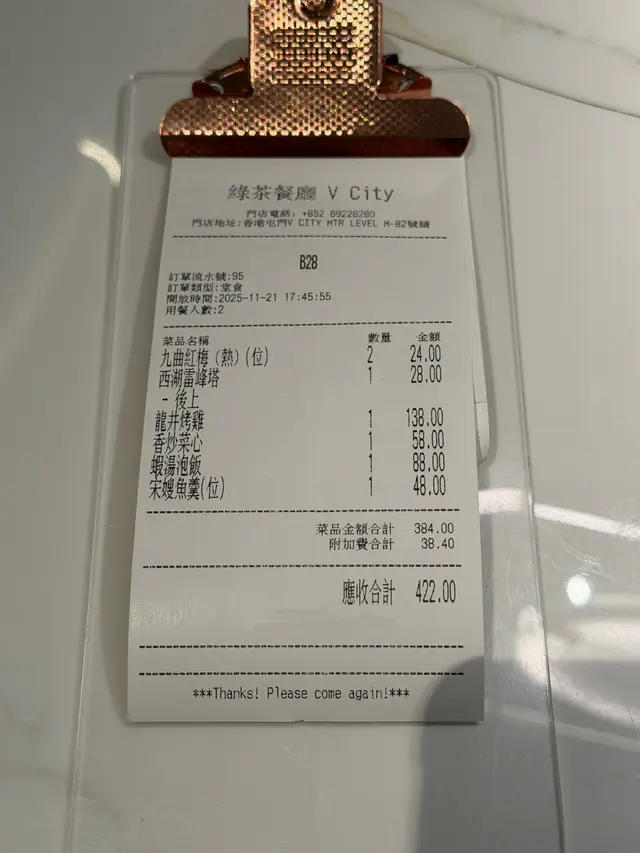 綠茶餐廳 V City
門店電話: +852 69226280
門店地址:香港屯門V CITY MTR LEVEL M-82號舖
B28
訂單流水號:95
訂單類型:堂食
開放時間:2025-11-21 17:45:55
用餐人數:2
菜品名稱 數量 金額
九曲紅梅(熱)(位) 2 24.00
西湖雷峰塔 1 28.00
- 後上
龍井烤雞 1 138.00
香炒菜心 1 58.00
蝦湯泡飯 1 88.00
宋嫂魚羹(位) 1 48.00
菜品金額合計 384.00
附加費合計 38.40
應收合計 422.00
***Thanks! Please come again!***